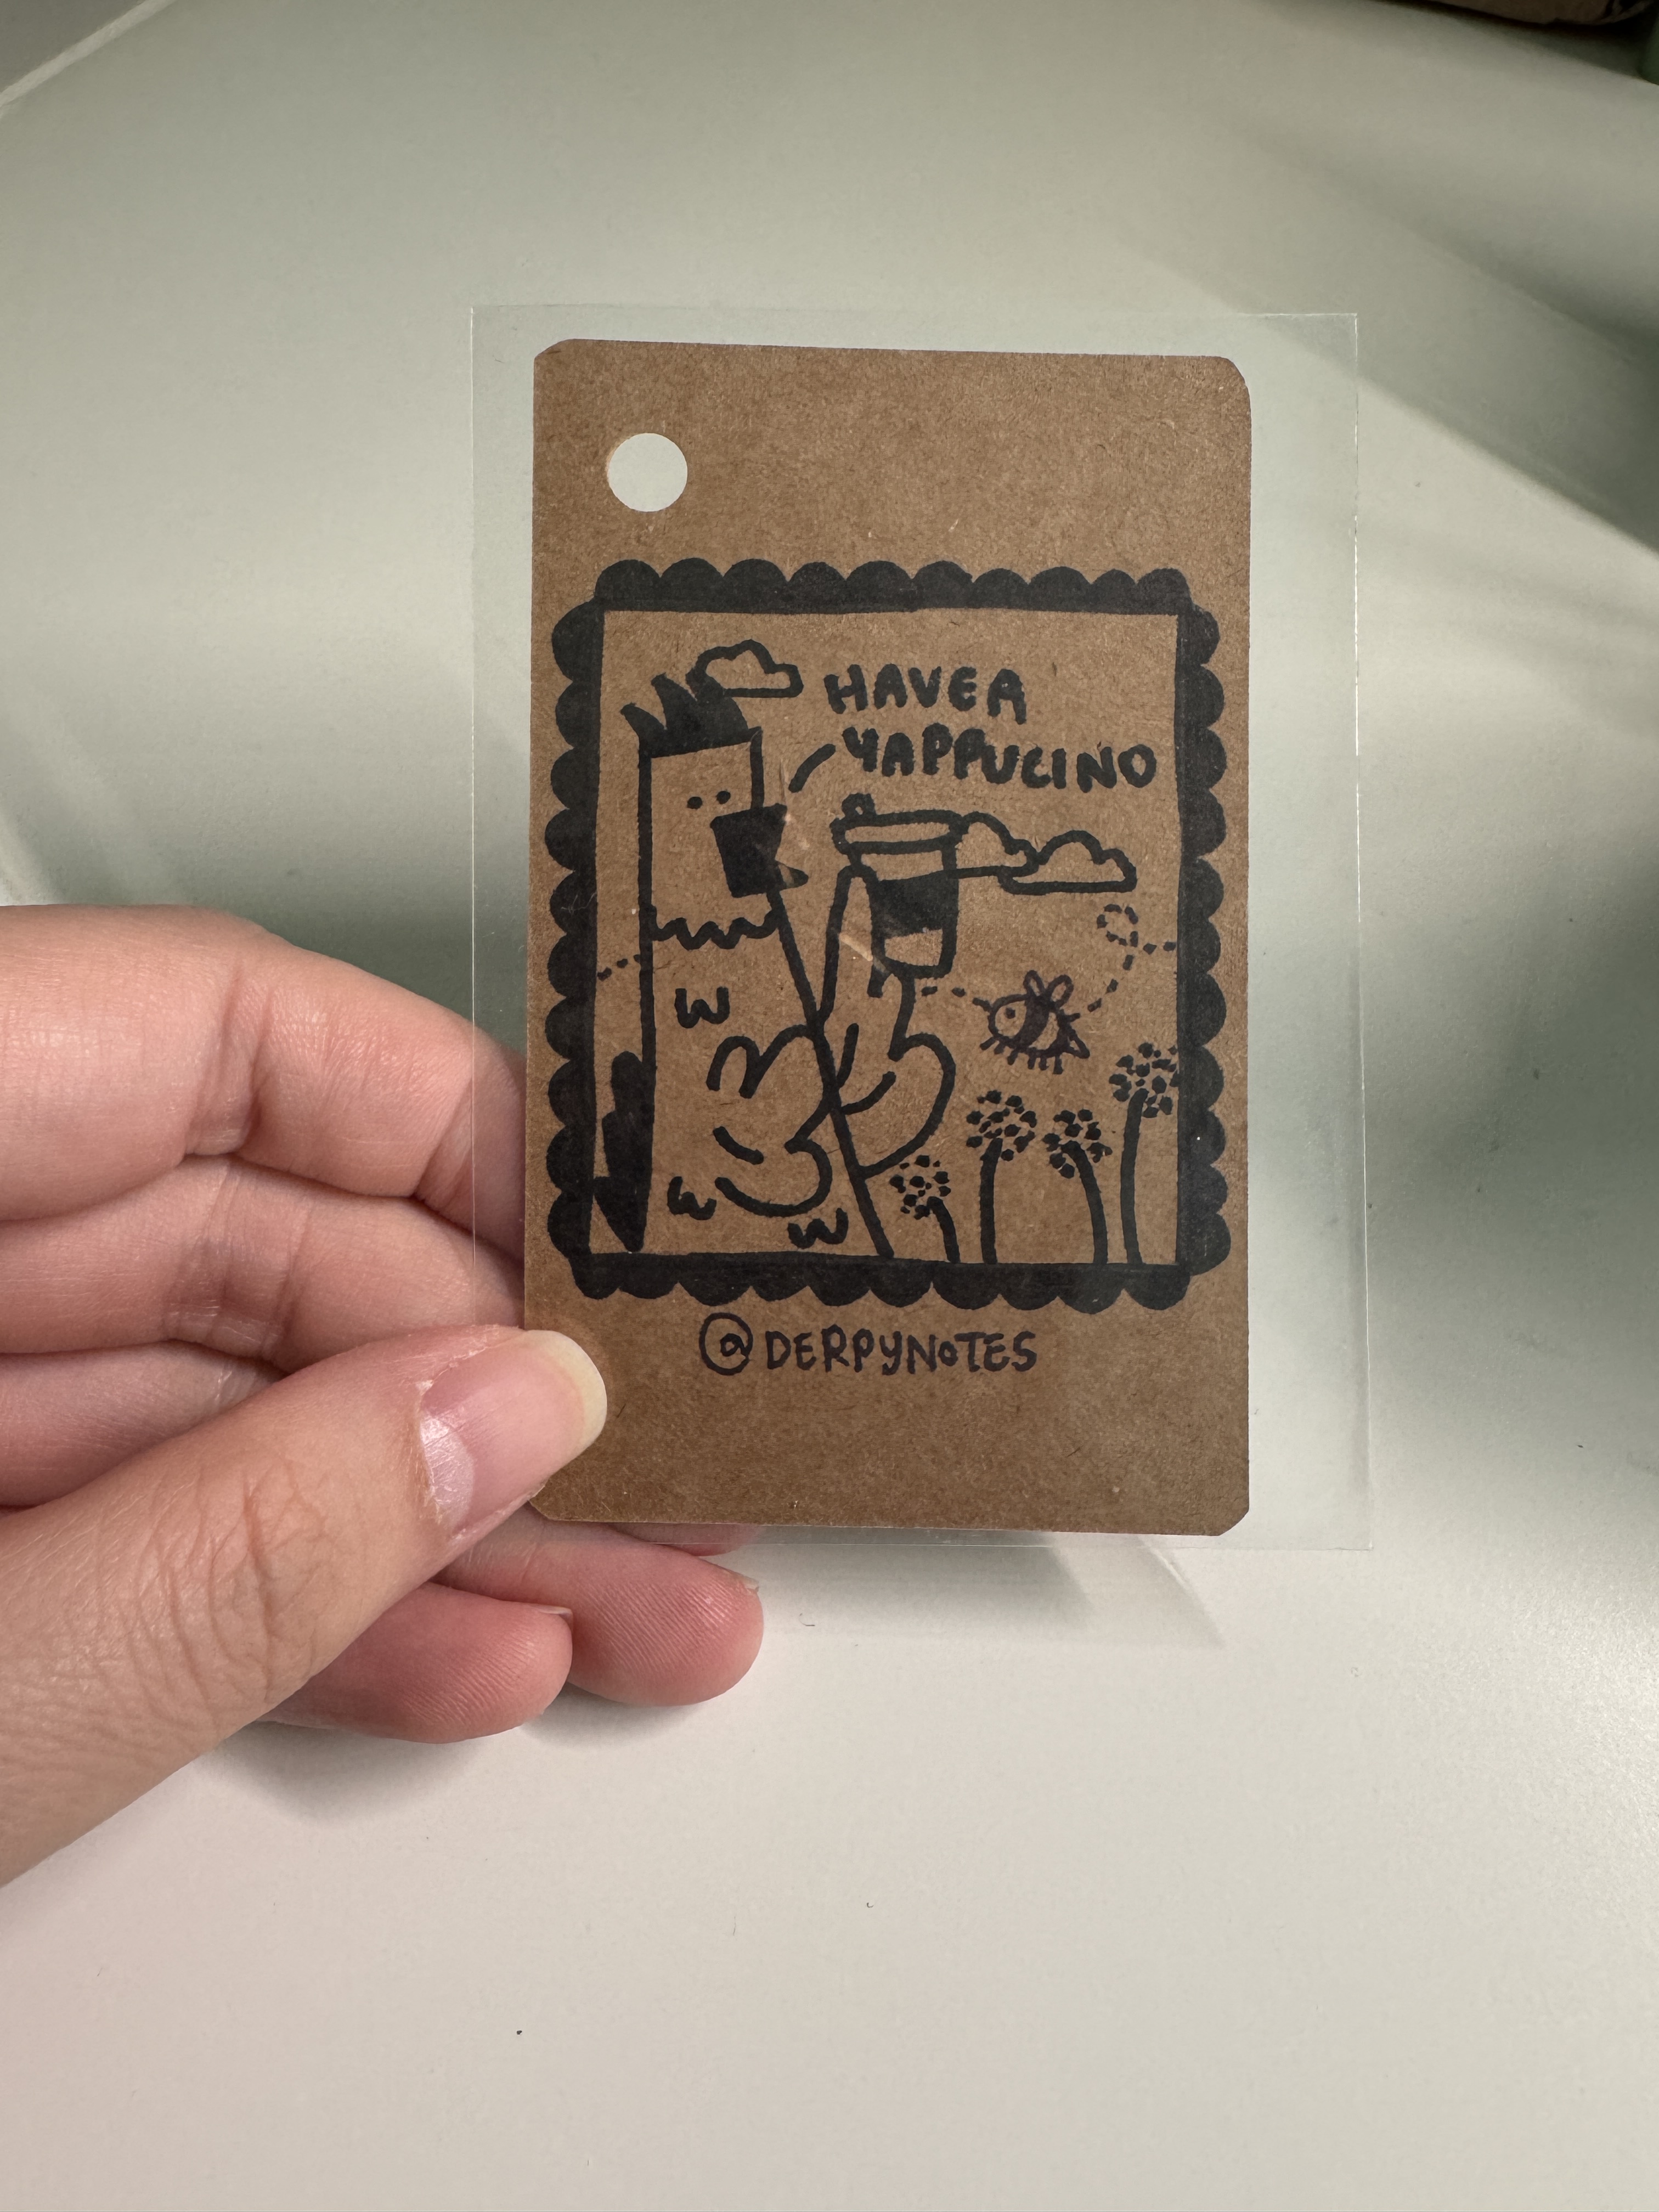 HAVE A
YAPPUCINO
@DERPYNOTES